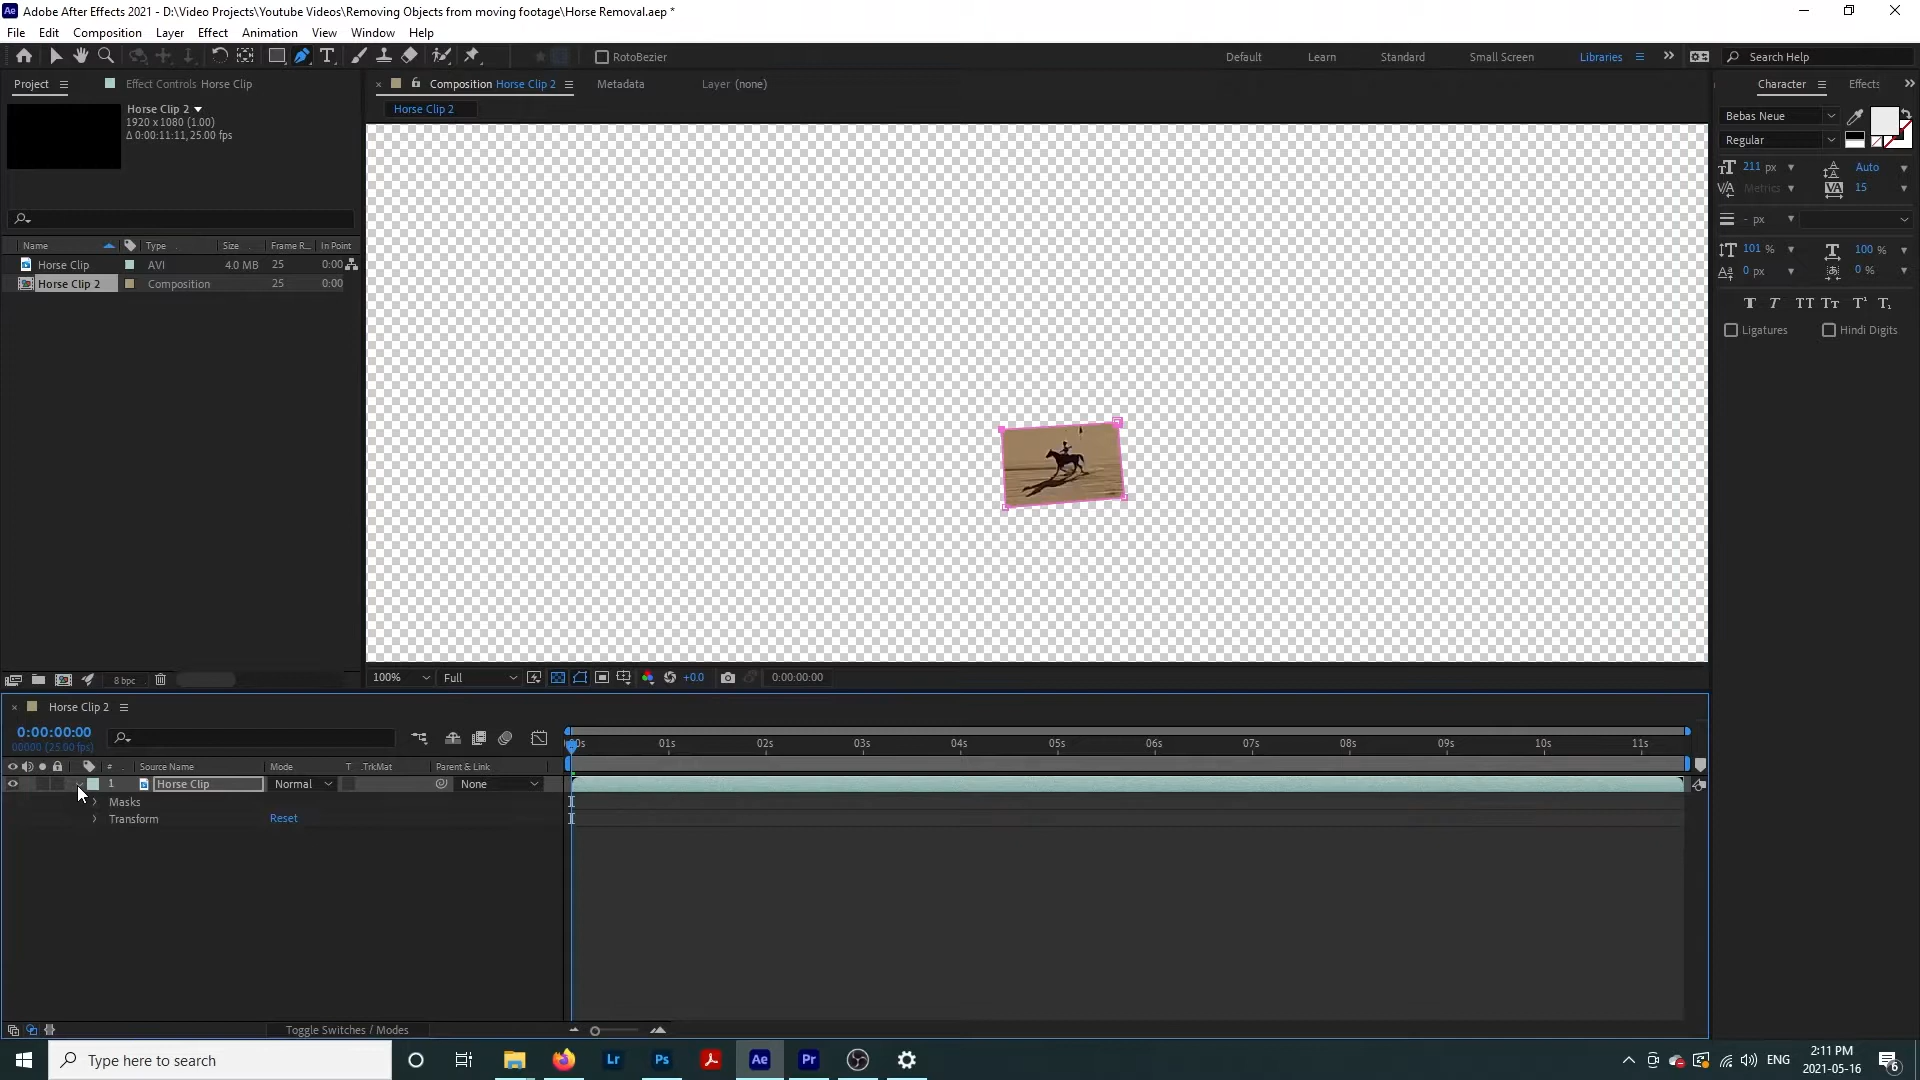 Ae Adobe After Effects 2021 - D:\Video Projects\Youtube Videos\Removing Objects from moving footage\Horse Removal.aep *
File Edit Composition Layer Effect Animation View Window Help
RotoBezier Default Learn Standard Small Screen Libraries Search Help
Project Effect Controls Horse Clip Composition Horse Clip 2 Metadata Layer (none) Character Effects
Horse Clip 2
1920 x 1080 (1.00)
Δ 0:00:11:11, 25.00 fps
Horse Clip 2
Bebas Neue
Regular
211 px Auto
Metrics 15
- px
101 % 100 %
0 px 0 %
Ligatures Hindi Digits
Name Type Size Frame R... In Point
Horse Clip AVI 4.0 MB 25 0:00
Horse Clip 2 Composition 25 0:00
8 bpc
100% Full +0.0 0:00:00:00
Horse Clip 2
0:00:00:00
00000 (25.00 fps)
00s 01s 02s 03s 04s 05s 06s 07s 08s 09s 10s 11s
# Source Name Mode T .TrkMat Parent & Link
1 Horse Clip Normal None
Masks
Transform Reset
Toggle Switches / Modes
Type here to search
Lr Ps Ae Pr
ENG
2:11 PM
2021-05-16
6